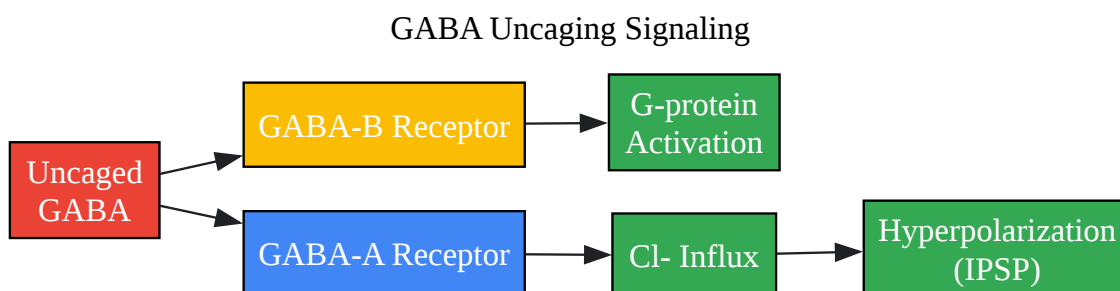 GABA Uncaging Signaling
Uncaged
GABA
GABA-B Receptor
G-protein
Activation
GABA-A Receptor
Cl- Influx
Hyperpolarization
(IPSP)